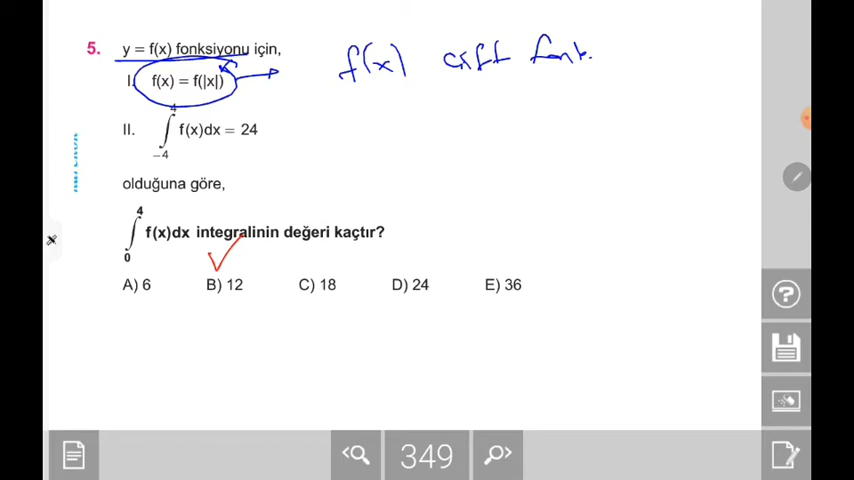 5. y = f(x) fonksiyonu için,
I. f(x) = f(|x|)
f(x) çift fonk.
II. ∫₋₄⁴ f(x)dx = 24
olduğuna göre,
∫₀⁴ f(x)dx integralinin değeri kaçtır?
A) 6 B) 12 C) 18 D) 24 E) 36
349